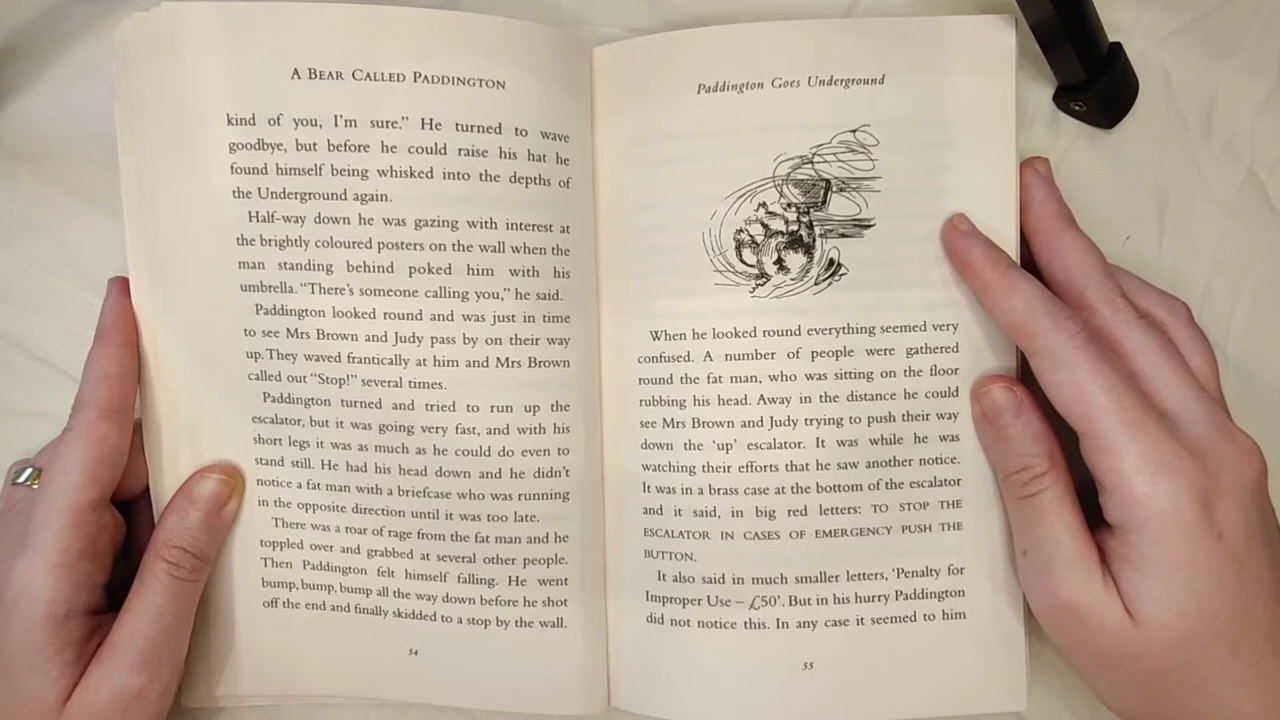 A BEAR CALLED PADDINGTON
kind of you, I'm sure.” He turned to wave
goodbye, but before he could raise his hat he
found himself being whisked into the depths of
the Underground again.
Half-way down he was gazing with interest at
the brightly coloured posters on the wall when the
man standing behind poked him with his
umbrella. “There's someone calling you,” he said.
Paddington looked round and was just in time
to see Mrs Brown and Judy pass by on their way
up. They waved frantically at him and Mrs Brown
called out “Stop!” several times.
Paddington turned and tried to run up the
escalator, but it was going very fast, and with his
short legs it was as much as he could do even to
stand still. He had his head down and he didn't
notice a fat man with a briefcase who was running
in the opposite direction until it was too late.
There was a roar of rage from the fat man and he
toppled over and grabbed at several other people.
Then Paddington felt himself falling. He went
bump, bump, bump all the way down before he shot
off the end and finally skidded to a stop by the wall.
54
Paddington Goes Underground
When he looked round everything seemed very
confused. A number of people were gathered
round the fat man, who was sitting on the floor
rubbing his head. Away in the distance he could
see Mrs Brown and Judy trying to push their way
down the ‘up’ escalator. It was while he was
watching their efforts that he saw another notice.
It was in a brass case at the bottom of the escalator
and it said, in big red letters: TO STOP THE
ESCALATOR IN CASES OF EMERGENCY PUSH THE
BUTTON.
It also said in much smaller letters, ‘Penalty for
Improper Use – £50’. But in his hurry Paddington
did not notice this. In any case it seemed to him
55